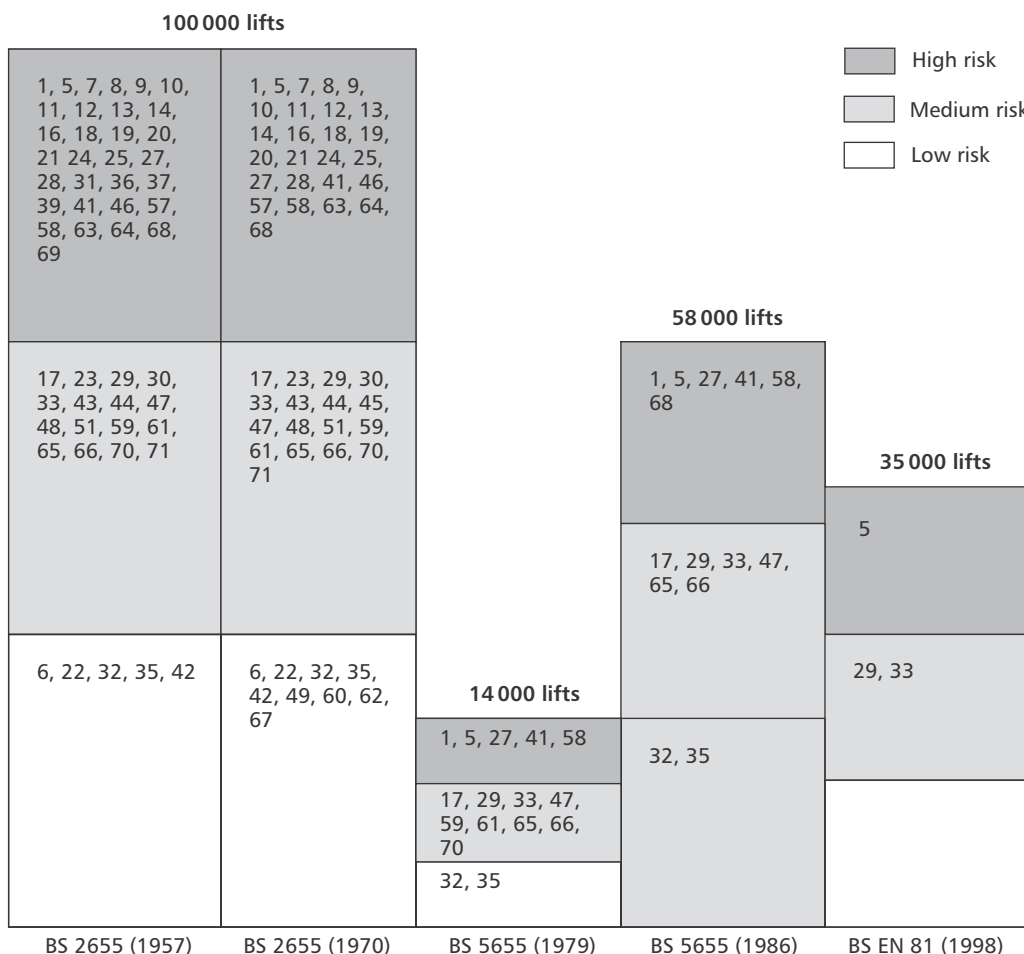 100 000 lifts
1, 5, 7, 8, 9, 10,
11, 12, 13, 14,
16, 18, 19, 20,
21 24, 25, 27,
28, 31, 36, 37,
39, 41, 46, 57,
58, 63, 64, 68,
69
1, 5, 7, 8, 9,
10, 11, 12, 13,
14, 16, 18, 19,
20, 21 24, 25,
27, 28, 41, 46,
57, 58, 63, 64,
68
High risk
Medium risk
Low risk
17, 23, 29, 30,
33, 43, 44, 47,
48, 51, 59, 61,
65, 66, 70, 71
17, 23, 29, 30,
33, 43, 44, 45,
47, 48, 51, 59,
61, 65, 66, 70,
71
58 000 lifts
1, 5, 27, 41, 58,
68
35 000 lifts
5
17, 29, 33, 47,
65, 66
6, 22, 32, 35, 42
6, 22, 32, 35,
42, 49, 60, 62,
67
14 000 lifts
1, 5, 27, 41, 58
17, 29, 33, 47,
59, 61, 65, 66,
70
32, 35
32, 35
29, 33
BS 2655 (1957)
BS 2655 (1970)
BS 5655 (1979)
BS 5655 (1986)
BS EN 81 (1998)